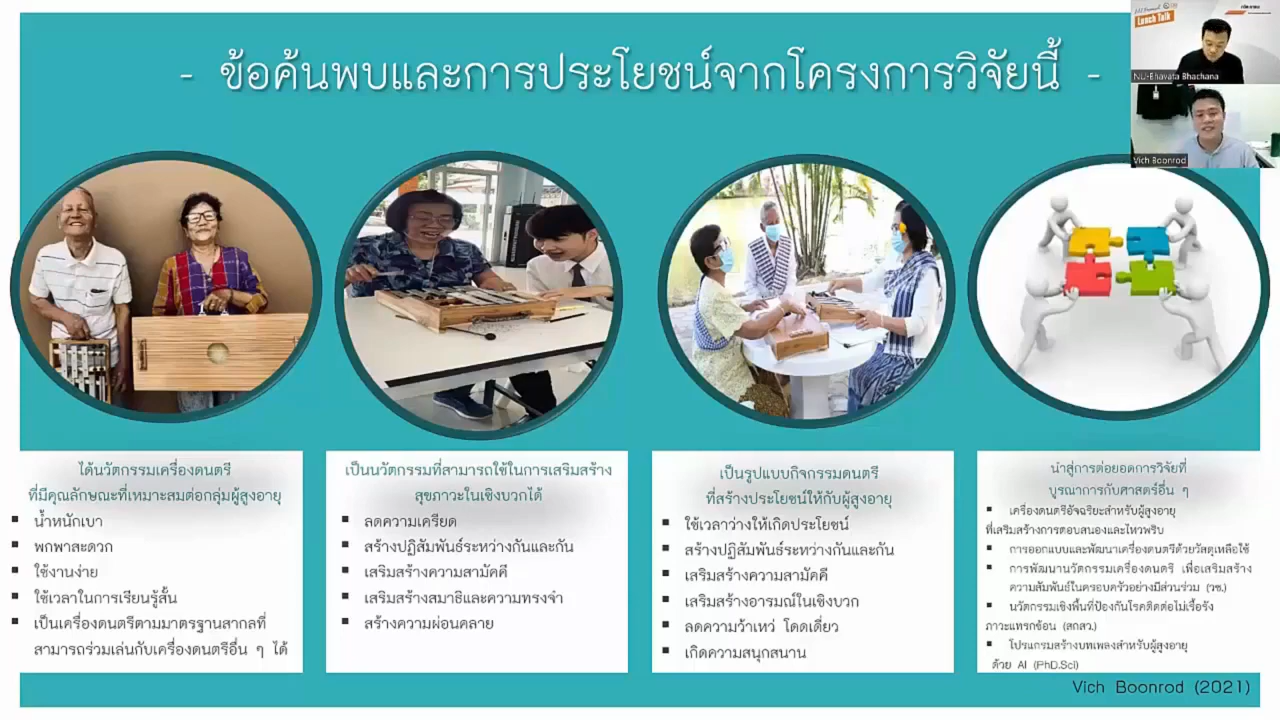 - ข้อค้นพบและการประโยชน์จากโครงการวิจัยนี้ -
Lunch Talk
NU-Bhavata Bhachana
Vich Boonrod
ได้นวัตกรรมเครื่องดนตรี
ที่มีคุณลักษณะที่เหมาะสมต่อกลุ่มผู้สูงอายุ
▪ น้ำหนักเบา
▪ พกพาสะดวก
▪ ใช้งานง่าย
▪ ใช้เวลาในการเรียนรู้สั้น
▪ เป็นเครื่องดนตรีตามมาตรฐานสากลที่
สามารถร่วมเล่นกับเครื่องดนตรีอื่น ๆ ได้
เป็นนวัตกรรมที่สามารถใช้ในการเสริมสร้าง
สุขภาวะในเชิงบวกได้
▪ ลดความเครียด
▪ สร้างปฏิสัมพันธ์ระหว่างกันและกัน
▪ เสริมสร้างความสามัคคี
▪ เสริมสร้างสมาธิและความทรงจำ
▪ สร้างความผ่อนคลาย
เป็นรูปแบบกิจกรรมดนตรี
ที่สร้างประโยชน์ให้กับผู้สูงอายุ
▪ ใช้เวลาว่างให้เกิดประโยชน์
▪ สร้างปฏิสัมพันธ์ระหว่างกันและกัน
▪ เสริมสร้างความสามัคคี
▪ เสริมสร้างอารมณ์ในเชิงบวก
▪ ลดความว้าเหว่ โดดเดี่ยว
▪ เกิดความสนุกสนาน
นำสู่การต่อยอดการวิจัยที่
บูรณาการกับศาสตร์อื่น ๆ
▪ เครื่องดนตรีอัจฉริยะสำหรับผู้สูงอายุ
ที่เสริมสร้างการตอบสนองและไหวพริบ
▪ การออกแบบและพัฒนาเครื่องดนตรีด้วยวัสดุเหลือใช้
▪ การพัฒนานวัตกรรมเครื่องดนตรี เพื่อเสริมสร้าง
ความสัมพันธ์ในครอบครัวอย่างมีส่วนร่วม (วช.)
▪ นวัตกรรมเชิงพื้นที่ป้องกันโรคติดต่อไม่เรื้อรัง
ภาวะแทรกซ้อน (สกสว.)
▪ โปรแกรมสร้างบทเพลงสำหรับผู้สูงอายุ
ด้วย AI (PhD.Sci)
Vich Boonrod (2021)